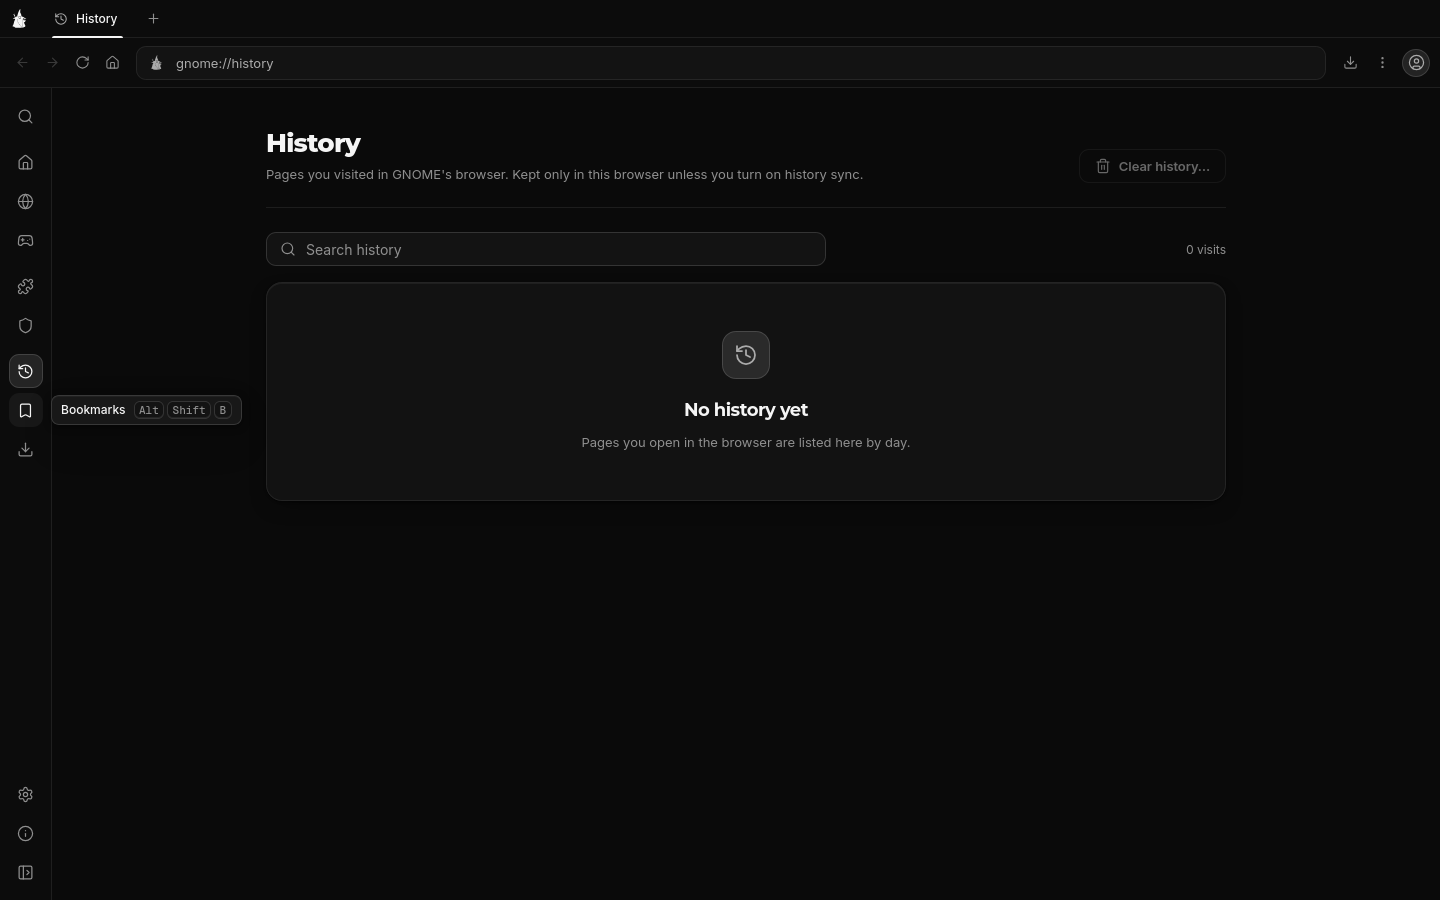 History
gnome://history
History
Pages you visited in GNOME's browser. Kept only in this browser unless you turn on history sync.
Clear history...
Search history
0 visits
Bookmarks Alt Shift B
No history yet
Pages you open in the browser are listed here by day.